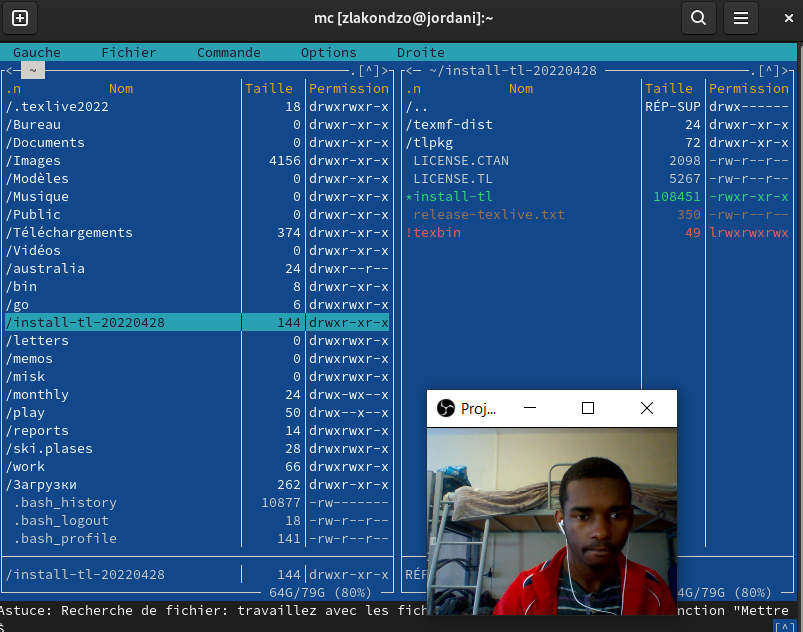 mc [zlakondzo@jordani]:~
Gauche Fichier Commande Options Droite
<─ ~ .[^]> <─ ~/install-tl-20220428 .[^]>
.n Nom Taille Permission .n Nom Taille Permission
/.texlive2022 18 drwxrwxr-x /.. RÉP-SUP drwx------
/Bureau 0 drwxr-xr-x /texmf-dist 24 drwxr-xr-x
/Documents 0 drwxr-xr-x /tlpkg 72 drwxr-xr-x
/Images 4156 drwxr-xr-x LICENSE.CTAN 2098 -rw-r--r--
/Modèles 0 drwxr-xr-x LICENSE.TL 5267 -rw-r--r--
/Musique 0 drwxr-xr-x *install-tl 108451 -rwxr-xr-x
/Public 0 drwxr-xr-x release-texlive.txt 350 -rw-r--r--
/Téléchargements 374 drwxr-xr-x !texbin 49 lrwxrwxrwx
/Vidéos 0 drwxr-xr-x
/australia 24 drwxr--r--
/bin 8 drwxr-xr-x
/go 6 drwxrwxr-x
/install-tl-20220428 144 drwxr-xr-x
/letters 0 drwxrwxr-x
/memos 0 drwxrwxr-x
/misk 0 drwxrwxr-x
/monthly 24 drwx-wx--x
/play 50 drwx--x--x
/reports 14 drwxrwxr-x
/ski.plases 28 drwxrwxr-x
/work 66 drwxrwxr-x
/Загрузки 262 drwxrwxr-x
.bash_history 10877 -rw-------
.bash_logout 18 -rw-r--r--
.bash_profile 141 -rw-r--r--
Proj...
/install-tl-20220428 144 drwxr-xr-x RÉP
64G/79G (80%) 4G/79G (80%)
Astuce: Recherche de fichier: travaillez avec les fich nction "Mettre
[^]